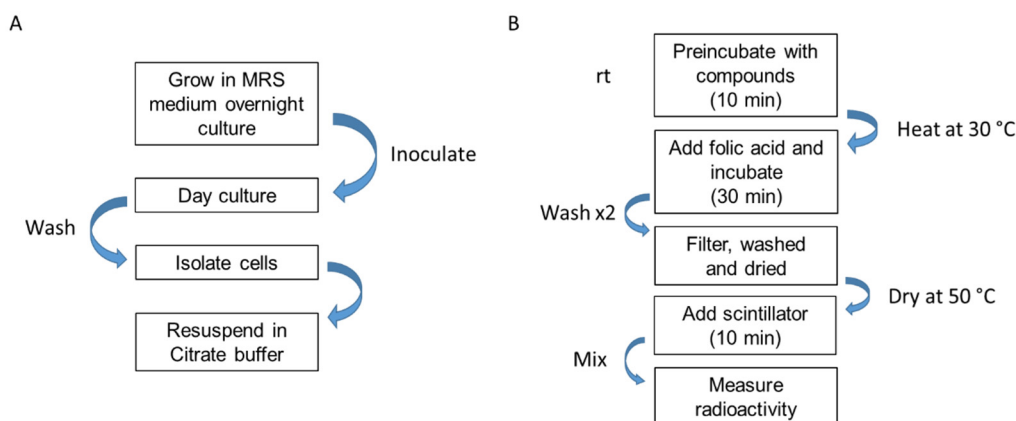 A
Grow in MRS
medium overnight
culture
Inoculate
Day culture
Wash
Isolate cells
Resuspend in
Citrate buffer
B
rt
Preincubate with
compounds
(10 min)
Heat at 30 °C
Add folic acid and
incubate
(30 min)
Wash x2
Filter, washed
and dried
Dry at 50 °C
Add scintillator
(10 min)
Mix
Measure
radioactivity